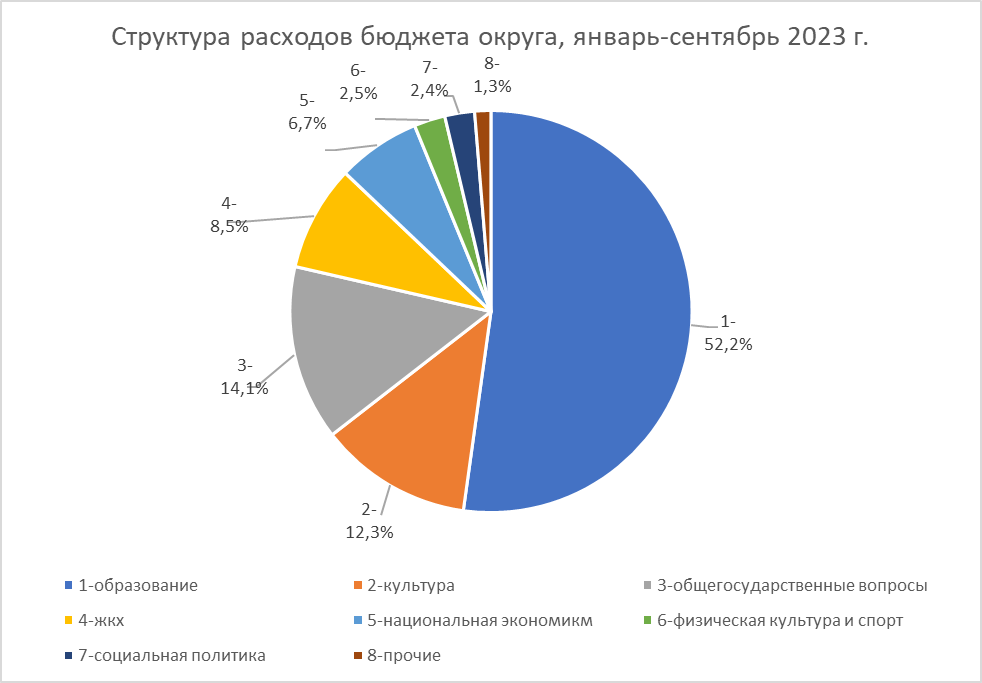 Структура расходов бюджета округа, январь-сентябрь 2023 г.
8-
1,3%
7-
2,4%
6-
2,5%
5-
6,7%
4-
8,5%
3-
14,1%
2-
12,3%
1-
52,2%
1-образование
2-культура
3-общегосударственные вопросы
4-жкх
5-национальная экономикм
6-физическая культура и спорт
7-социальная политика
8-прочие